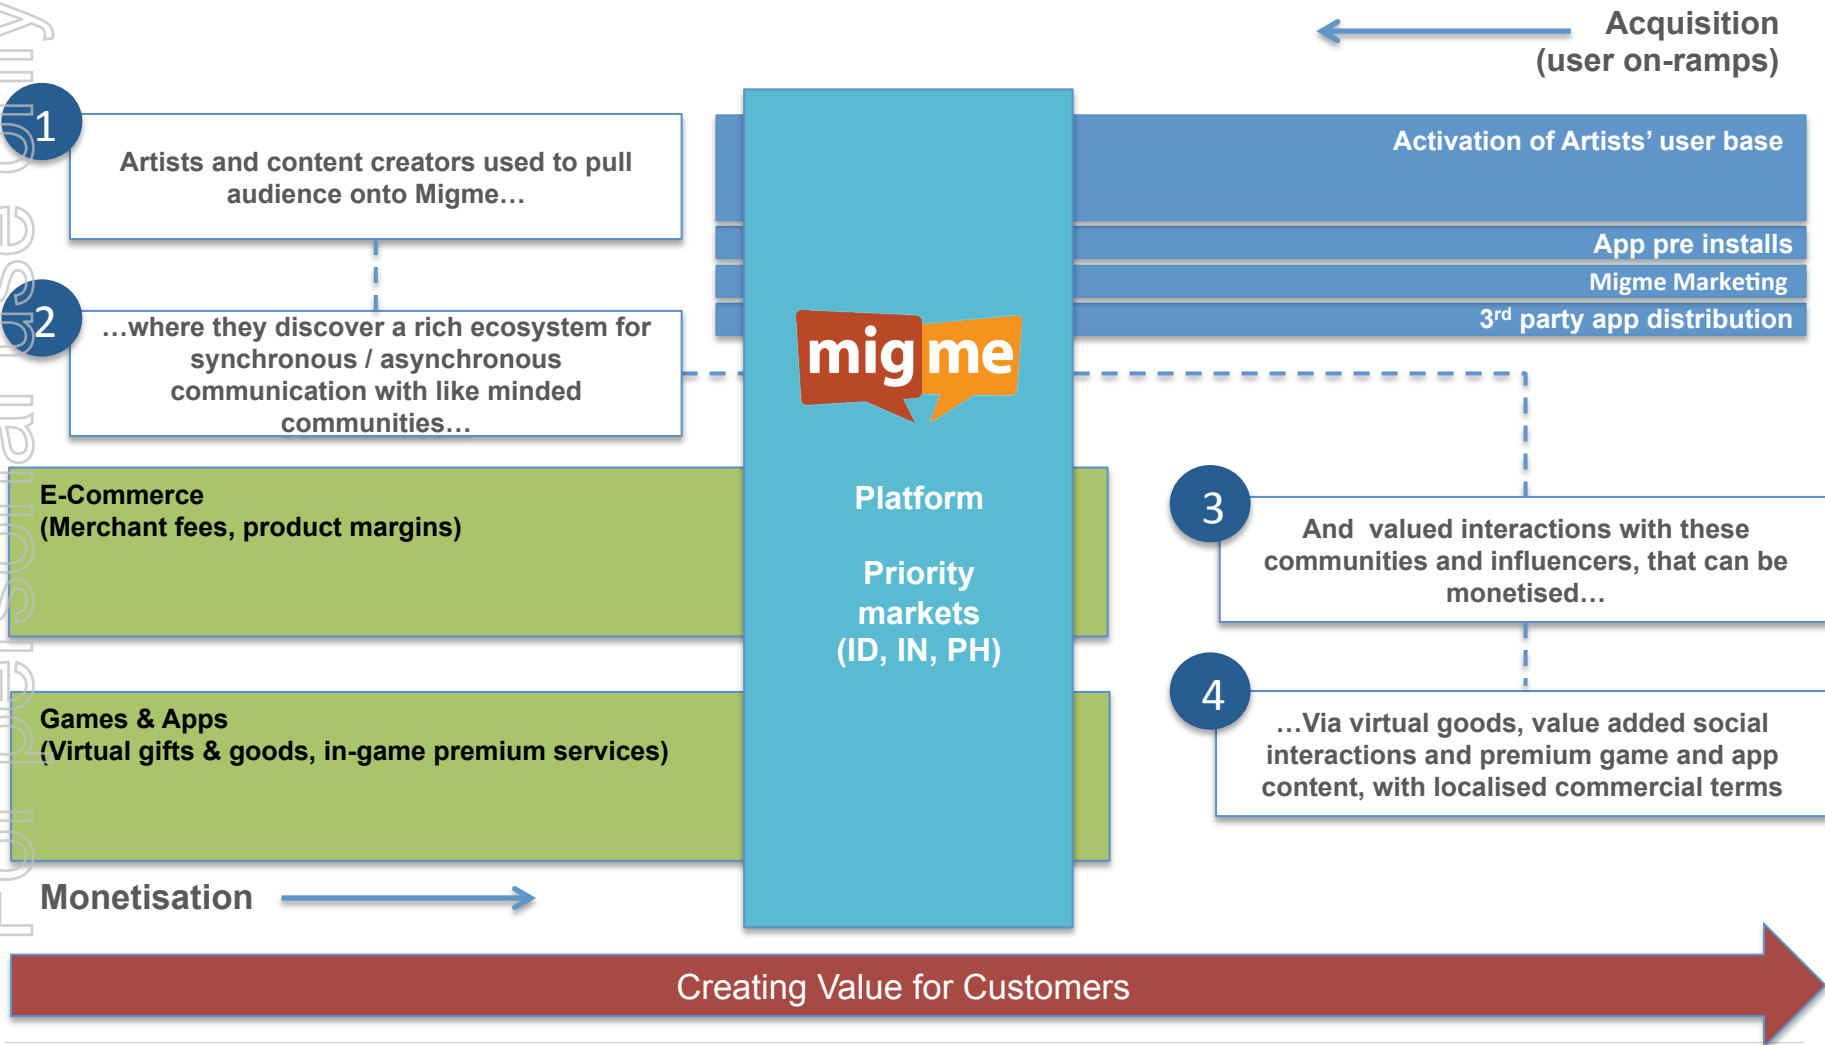 For personal use only
Acquisition
(user on-ramps)
1
Artists and content creators used to pull
audience onto Migme…
Activation of Artists’ user base
App pre installs
Migme Marketing
3rd party app distribution
2
…where they discover a rich ecosystem for
synchronous / asynchronous
communication with like minded
communities…
migme
Platform
Priority
markets
(ID, IN, PH)
E-Commerce
(Merchant fees, product margins)
3
And valued interactions with these
communities and influencers, that can be
monetised…
Games & Apps
(Virtual gifts & goods, in-game premium services)
4
…Via virtual goods, value added social
interactions and premium game and app
content, with localised commercial terms
Monetisation
Creating Value for Customers